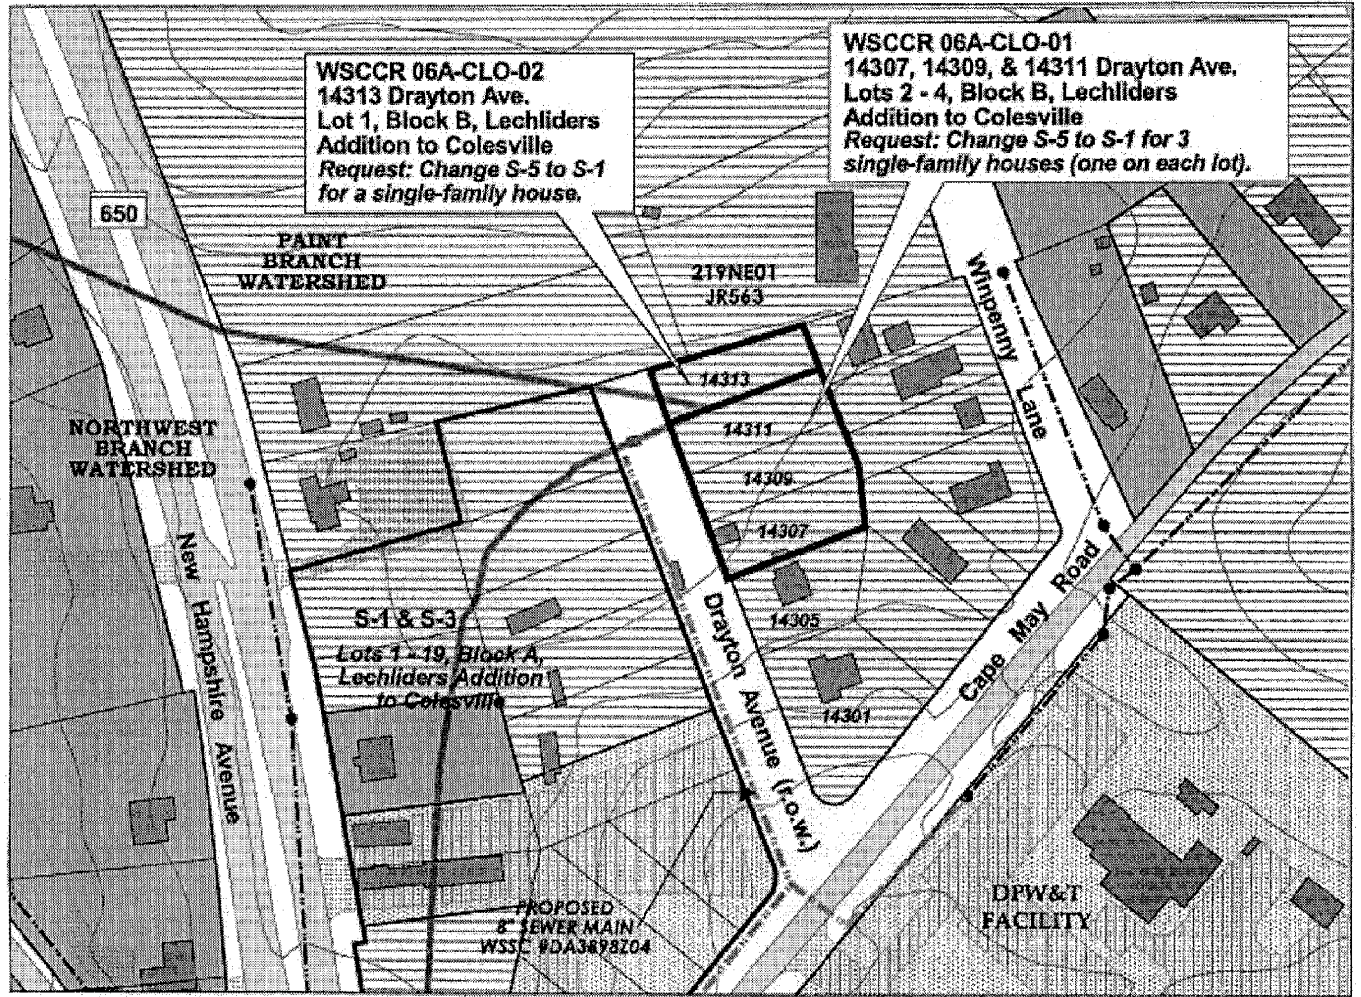 WSCCR 06A-CLO-02
14313 Drayton Ave.
Lot 1, Block B, Lechliders
Addition to Colesville
Request: Change S-5 to S-1
for a single-family house.
WSCCR 06A-CLO-01
14307, 14309, & 14311 Drayton Ave.
Lots 2 - 4, Block B, Lechliders
Addition to Colesville
Request: Change S-5 to S-1 for 3
single-family houses (one on each lot).
650
PAINT
BRANCH
WATERSHED
219NE01
JR563
Winpenny Lane
14313
14311
14309
14307
NORTHWEST
BRANCH
WATERSHED
New Hampshire Avenue
S-1 & S-3
Lots 1 - 19, Block A,
Lechliders Addition
to Colesville
Drayton Avenue (r.o.w.)
14305
14301
Cape May Road
PROPOSED
8" SEWER MAIN
WSSC #DA3898Z04
DPW&T
FACILITY